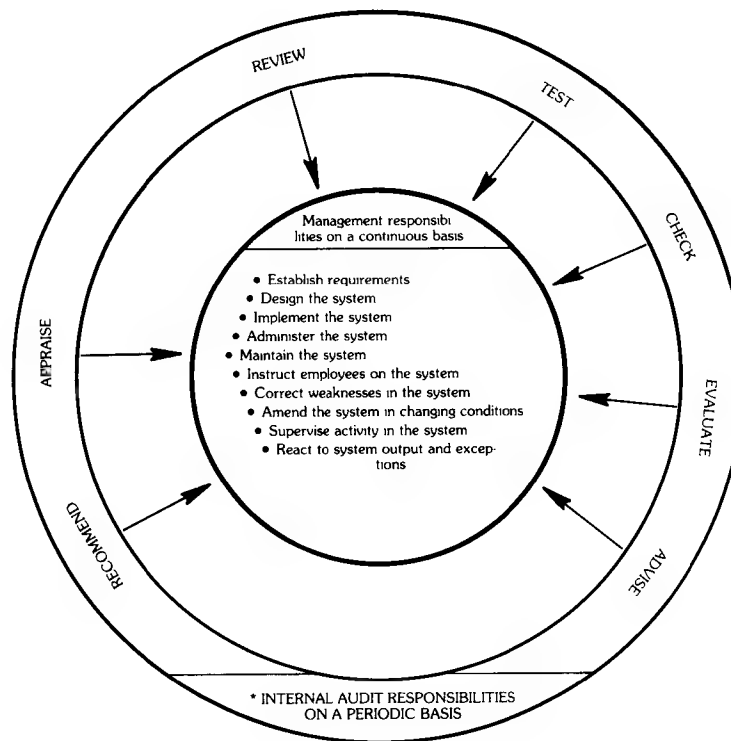 REVIEW
TEST
CHECK
EVALUATE
ADVISE
RECOMMEND
APPRAISE
Management responsibi
lities on a continuous basis
• Establish requirements
• Design the system
• Implement the system
• Administer the system
• Maintain the system
• Instruct employees on the system
• Correct weaknesses in the system
• Amend the system in changing conditions
• Supervise activity in the system
• React to system output and excep-
tions
* INTERNAL AUDIT RESPONSIBILITIES
ON A PERIODIC BASIS